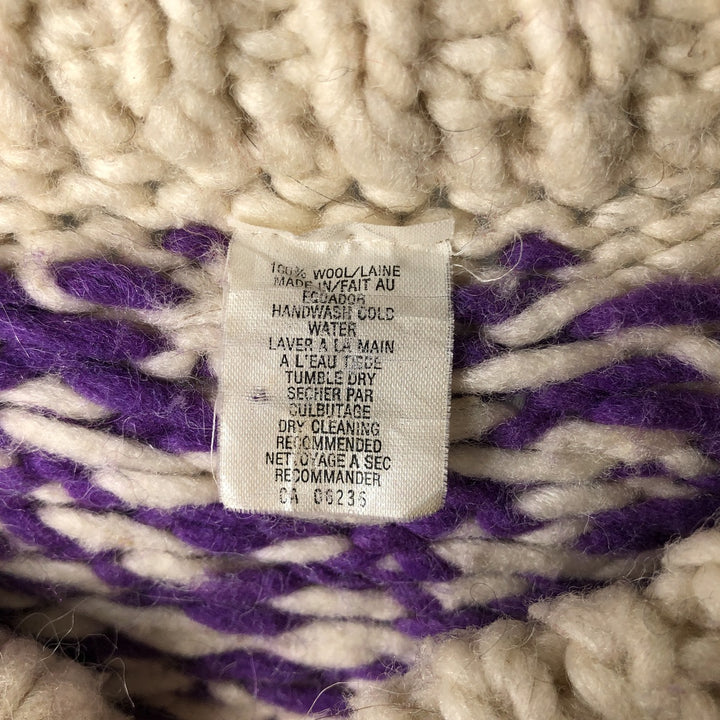 100% WOOL/LAINE
MADE IN/FAIT AU
ECUADOR
HANDWASH COLD
WATER
LAVER A LA MAIN
A L'EAU TIEDE
TUMBLE DRY
SECHER PAR
CULBUTAGE
DRY CLEANING
RECOMMENDED
NETTOYAGE A SEC
RECOMMANDER
CA 06236